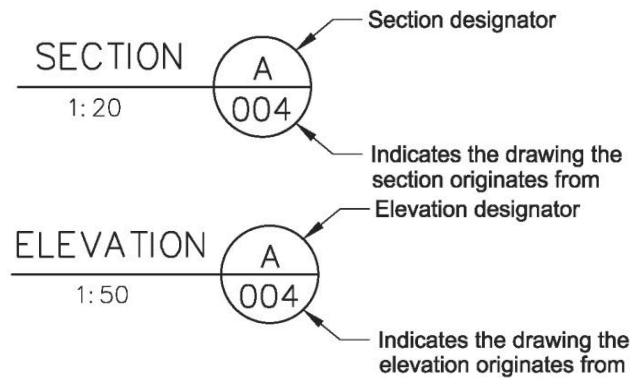 Section designator
SECTION
A
1:20
004
Indicates the drawing the
section originates from
Elevation designator
ELEVATION
A
1:50
004
Indicates the drawing the
elevation originates from